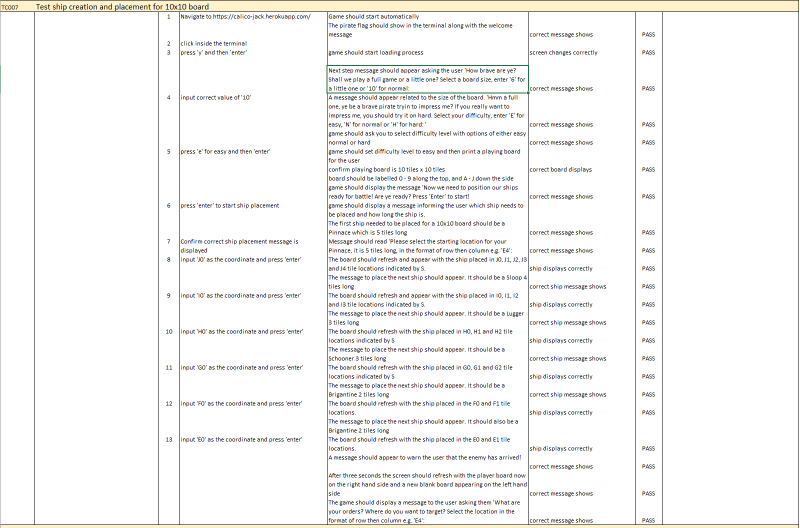 TC007 Test ship creation and placement for 10x10 board
1 Navigate to https://calico-jack.herokuapp.com/ Game should start automatically
The pirate flag should show in the terminal along with the welcome
message correct message shows PASS
2 click inside the terminal
3 press 'y' and then 'enter' game should start loading process screen changes correctly PASS
Next step message should appear asking the user 'How brave are ye?
Shall we play a full game or a little one? Select a board size, enter '6' for
a little one or '10' for normal: correct message shows PASS
4 input correct value of '10' A message should appear related to the size of the board. 'Hmm a full
one, ye be a brave pirate tryin to impress me? If you really want to
impress me, you should try it on hard. Select your difficulty, enter 'E' for
easy, 'N' for normal or 'H' for hard: ' correct message shows PASS
game should ask you to select difficulty level with options of either easy
normal or hard correct message shows PASS
5 press 'e' for easy and then 'enter' game should set difficulty level to easy and then print a playing board
for the user
confirm playing board is 10 tiles x 10 tiles correct board displays PASS
board should be labelled 0 - 9 along the top, and A - J down the side
game should display the message 'Now we need to position our ships
ready for battle! Are ye ready? Press 'Enter' to start! correct message shows PASS
6 press 'enter' to start ship placement game should display a message informing the user which ship needs to
be placed and how long the ship is.
The first ship needed to be placed for a 10x10 board should be a
Pinnace which is 5 tiles long correct message shows PASS
7 Confirm correct ship placement message is Message should read 'Please select the starting location for your
displayed Pinnace, it is 5 tiles long, in the format of row then column e.g. 'E4': correct message shows PASS
8 input 'J0' as the coordinate and press 'enter' The board should refresh and appear with the ship placed in J0, J1, J2, J3
and J4 tile locations indicated by S. ship displays correctly PASS
The message to place the next ship should appear. It should be a Sloop 4
tiles long correct ship message shows PASS
9 input 'I0' as the coordinate and press 'enter' The board should refresh and appear with the ship placed in I0, I1, I2
and I3 tile locations indicated by S. ship displays correctly PASS
The message to place the next ship should appear. It should be a Lugger
3 tiles long correct ship message shows PASS
10 input 'H0' as the coordinate and press 'enter' The board should refresh with the ship placed in H0, H1 and H2 tile
locations indicated by S ship displays correctly PASS
The message to place the next ship should appear. It should be a
Schooner 3 tiles long correct ship message shows PASS
11 input 'G0' as the coordinate and press 'enter' The board should refresh with the ship placed in G0, G1 and G2 tile
locations indicated by S ship displays correctly PASS
The message to place the next ship should appear. It should be a
Brigantine 2 tiles long correct ship message shows PASS
12 input 'F0' as the coordinate and press 'enter' The board should refresh with the ship placed in the F0 and F1 tile
locations. ship displays correctly PASS
The message to place the next ship should appear. It should also be a
Brigantine 2 tiles long
13 input 'E0' as the coordinate and press 'enter' The board should refresh with the ship placed in the E0 and E1 tile
locations. ship displays correctly PASS
A message should appear to warn the user that the enemy has arrived!
correct message shows PASS
After three seconds the screen should refresh with the player board now
on the right hand side and a new blank board appearing on the left hand
side correct message shows PASS
The game should display a message to the user asking them 'What are
your orders? Where do you want to target? Select the location in the
format of row then column e.g. 'E4': correct message shows PASS